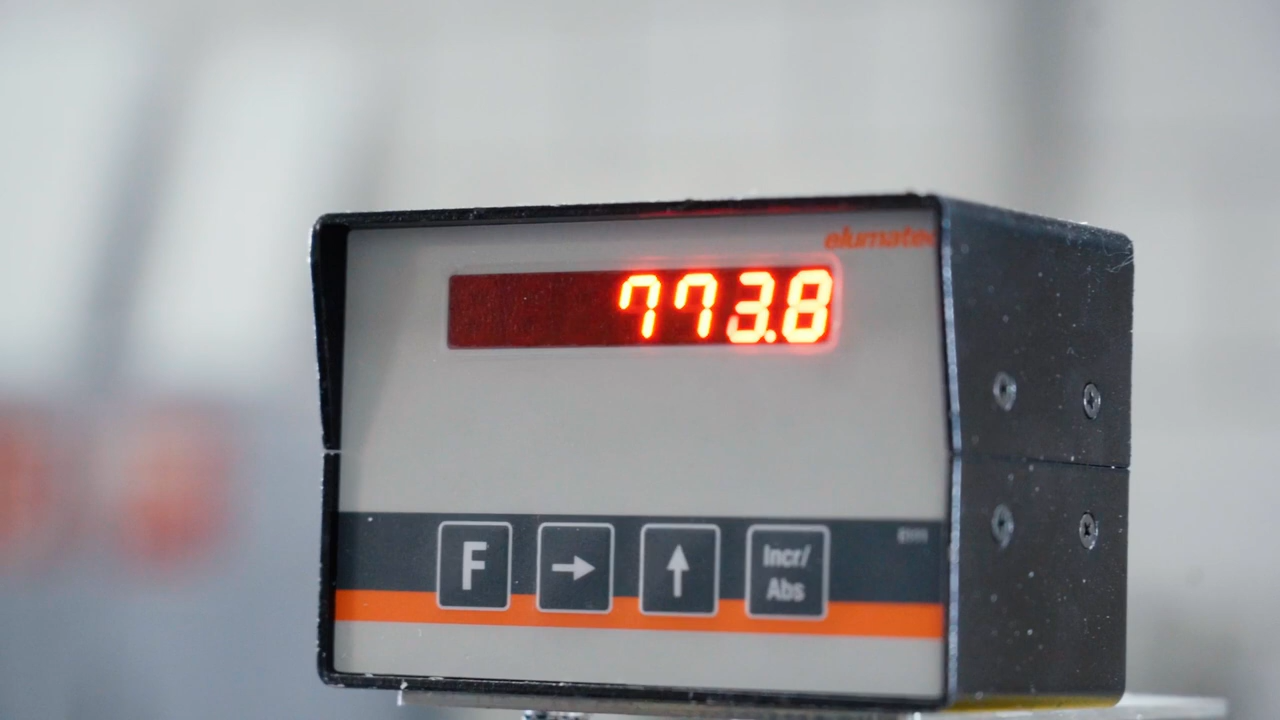 elumatec
773.8
F → ↑ Incr/
Abs